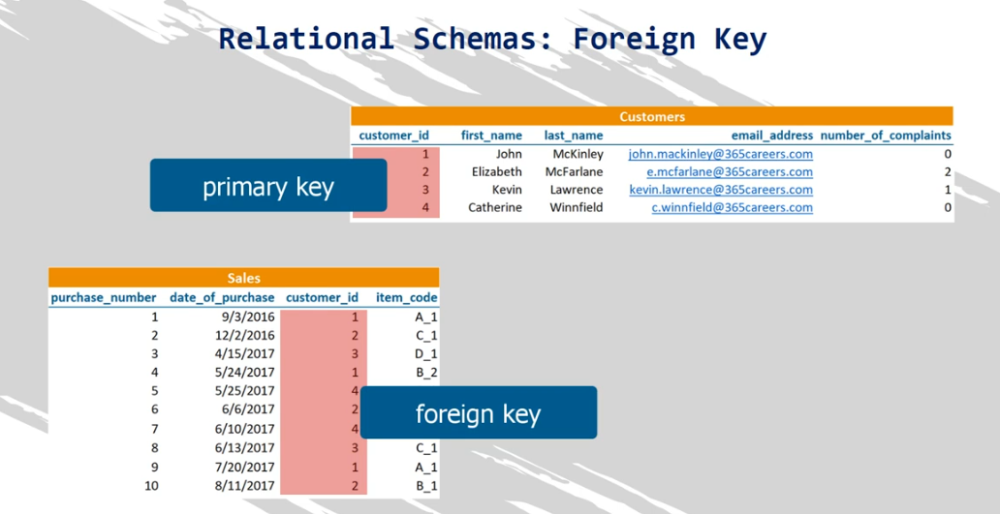 Relational Schemas: Foreign Key
Customers
customer_id first_name last_name email_address number_of_complaints
1 John McKinley john.mackinley@365careers.com 0
2 Elizabeth McFarlane e.mcfarlane@365careers.com 2
3 Kevin Lawrence kevin.lawrence@365careers.com 1
4 Catherine Winnfield c.winnfield@365careers.com 0
primary key
Sales
purchase_number date_of_purchase customer_id item_code
1 9/3/2016 1 A_1
2 12/2/2016 2 C_1
3 4/15/2017 3 D_1
4 5/24/2017 1 B_2
5 5/25/2017 4
6 6/6/2017 2
7 6/10/2017 4
8 6/13/2017 3 C_1
9 7/20/2017 1 A_1
10 8/11/2017 2 B_1
foreign key